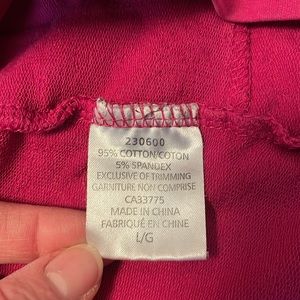 230600
95% COTTON/COTON
5% SPANDEX
EXCLUSIVE OF TRIMMING
GARNITURE NON COMPRISE
CA33775
MADE IN CHINA
FABRIQUÉ EN CHINE
L/G